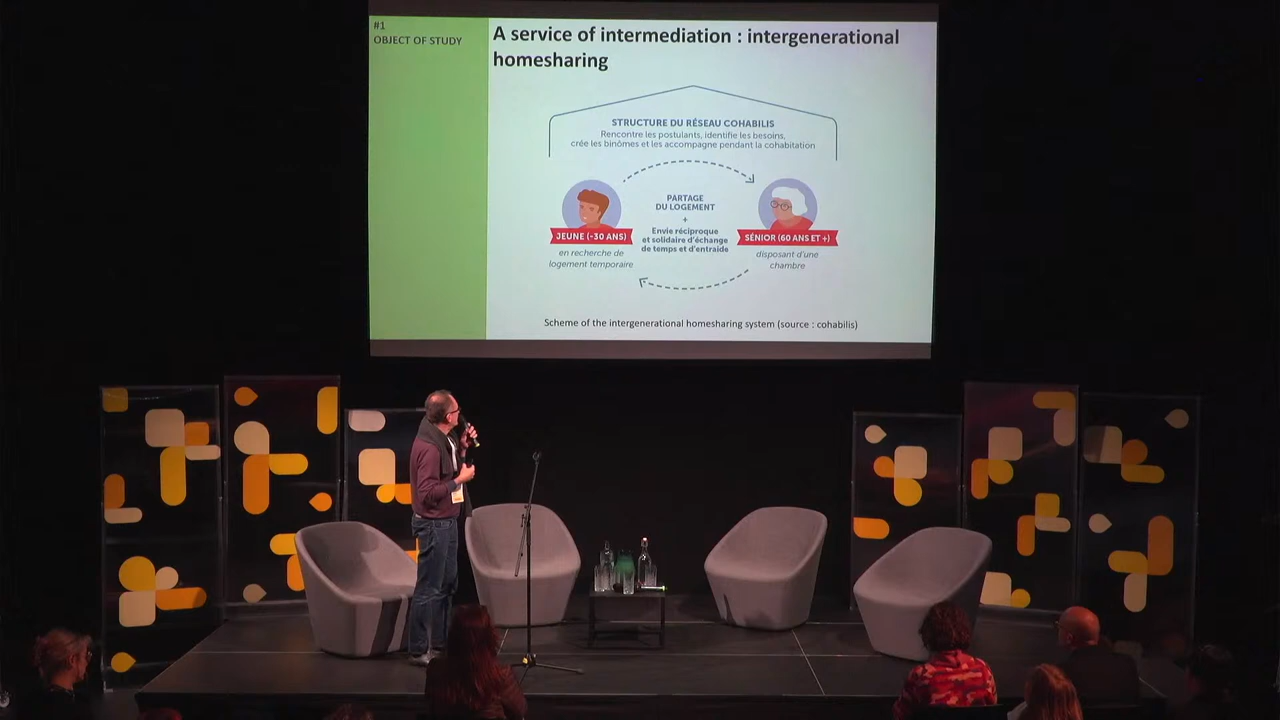 #1
OBJECT OF STUDY
A service of intermediation : intergenerational
homesharing
STRUCTURE DU RÉSEAU COHABILIS
Rencontre les postulants, identifie les besoins,
crée les binômes et les accompagne pendant la cohabitation
PARTAGE
DU LOGEMENT
+
Envie réciproque
et solidaire d'échange
de temps et d'entraide
JEUNE (-30 ANS)
en recherche de
logement temporaire
SÉNIOR (60 ANS ET +)
disposant d'une
chambre
Scheme of the intergenerational homesharing system (source : cohabilis)